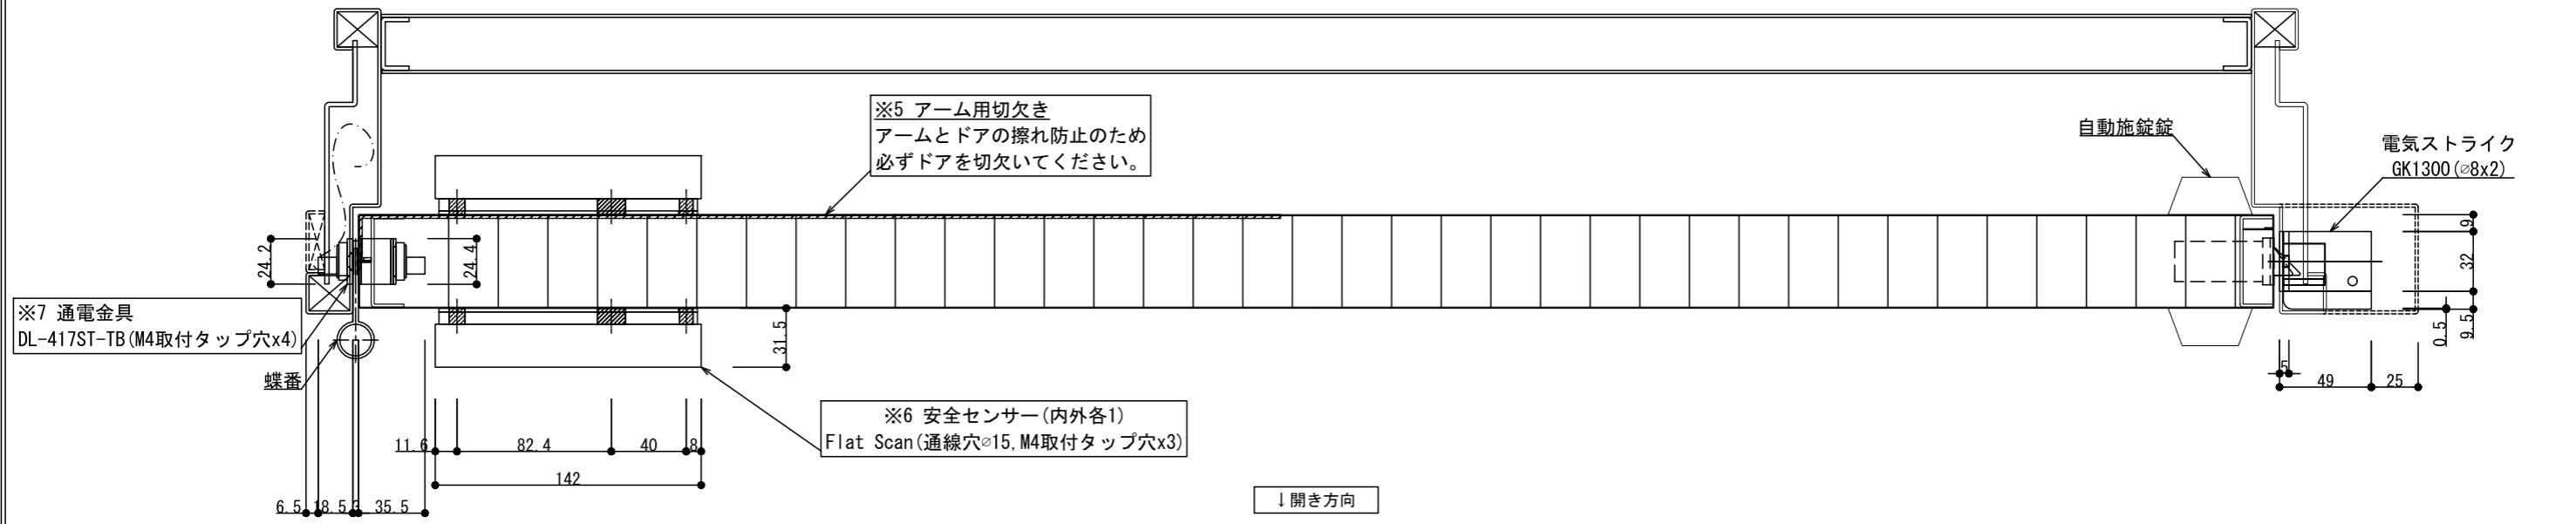 ※5 アーム用切欠き
アームとドアの擦れ防止のため
必ずドアを切欠いてください。
自動施錠錠
電気ストライク
GK1300(∅8x2)
24.2
24.4
9
32
9.5
0.5
※7 通電金具
DL-417ST-TB(M4取付タップ穴x4)
31.5
蝶番
5
49
25
※6 安全センサー(内外各1)
Flat Scan(通線穴∅15,M4取付タップ穴x3)
11.6
82.4
40
8
142
6.5
18.5
3
35.5
↓開き方向